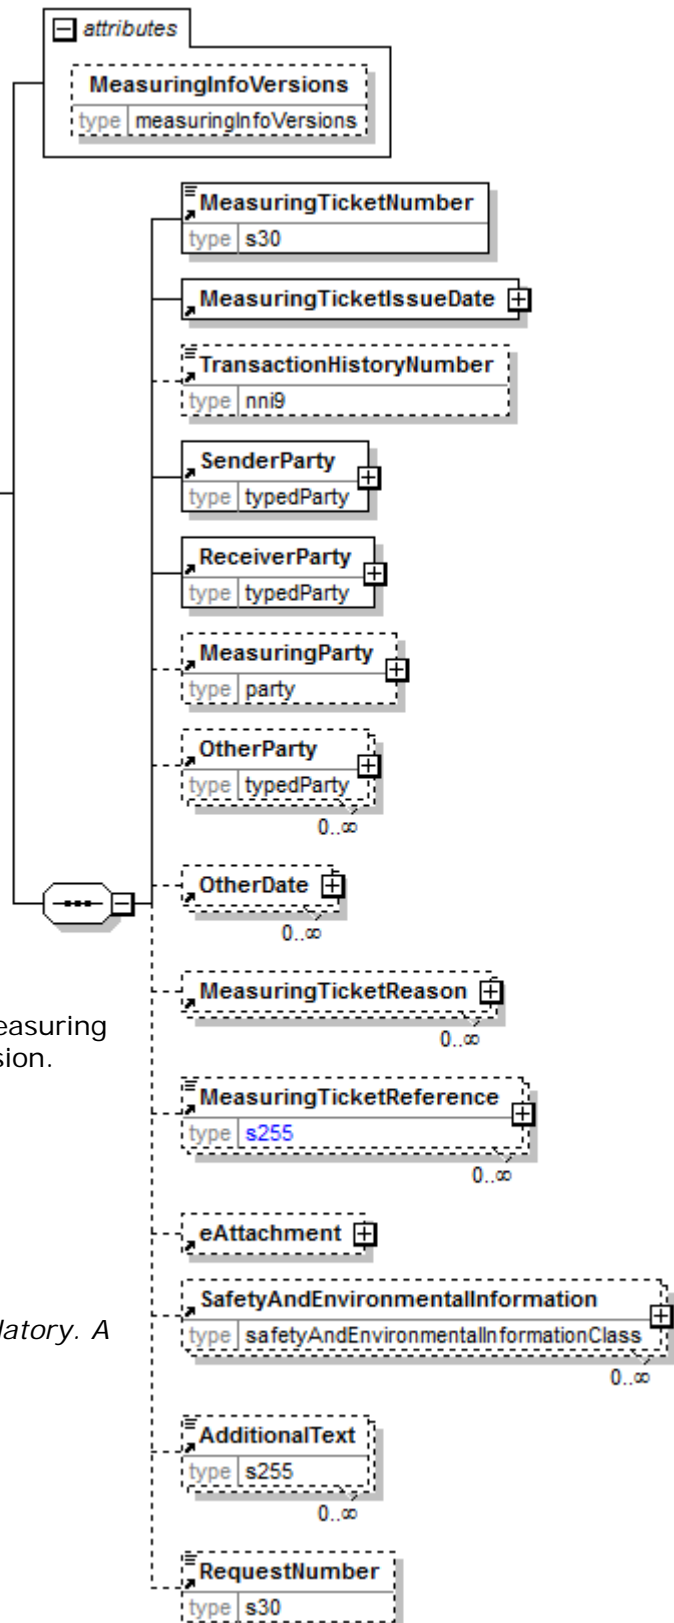 attributes
MeasuringInfoVersions
type measuringInfoVersions
MeasuringTicketNumber
type s30
MeasuringTicketIssueDate
TransactionHistoryNumber
type nni9
SenderParty
type typedParty
ReceiverParty
type typedParty
MeasuringParty
type party
OtherParty
type typedParty
0..∞
OtherDate
0..∞
MeasuringTicketReason
easuring
0..∞
sion.
MeasuringTicketReference
type s255
0..∞
eAttachment
SafetyAndEnvironmentalInformation
latory. A
type safetyAndEnvironmentalInformationClass
0..∞
AdditionalText
type s255
0..∞
RequestNumber
type s30